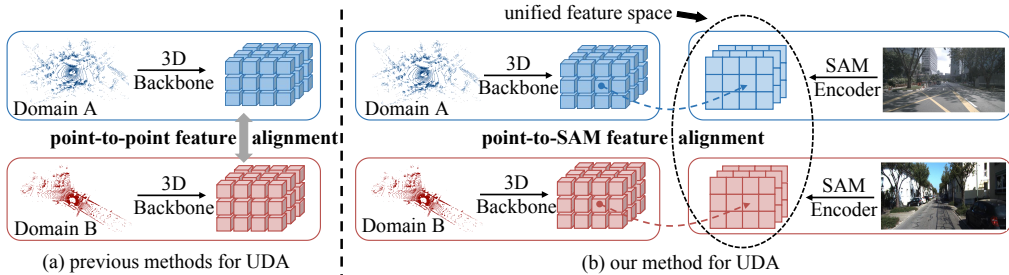 unified feature space
3D
Backbone
Domain A
3D
Backbone
Domain A
SAM
Encoder
point-to-point feature alignment
point-to-SAM feature alignment
3D
Backbone
Domain B
3D
Backbone
Domain B
SAM
Encoder
(a) previous methods for UDA
(b) our method for UDA